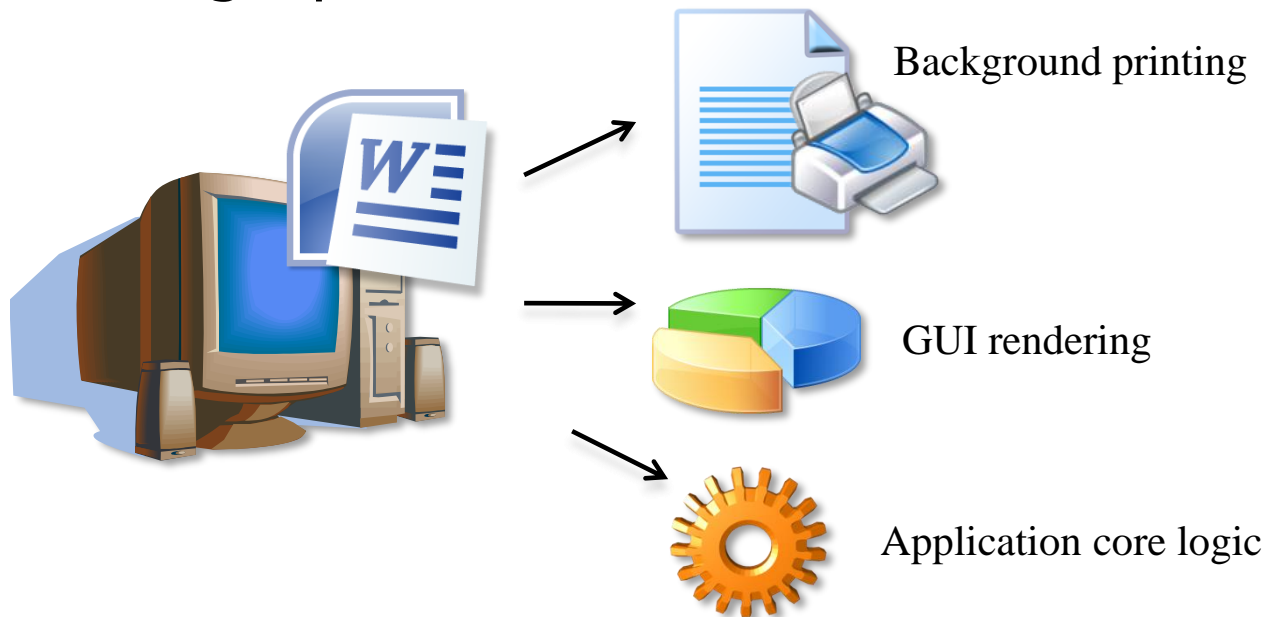 Background printing
W
GUI rendering
Application core logic